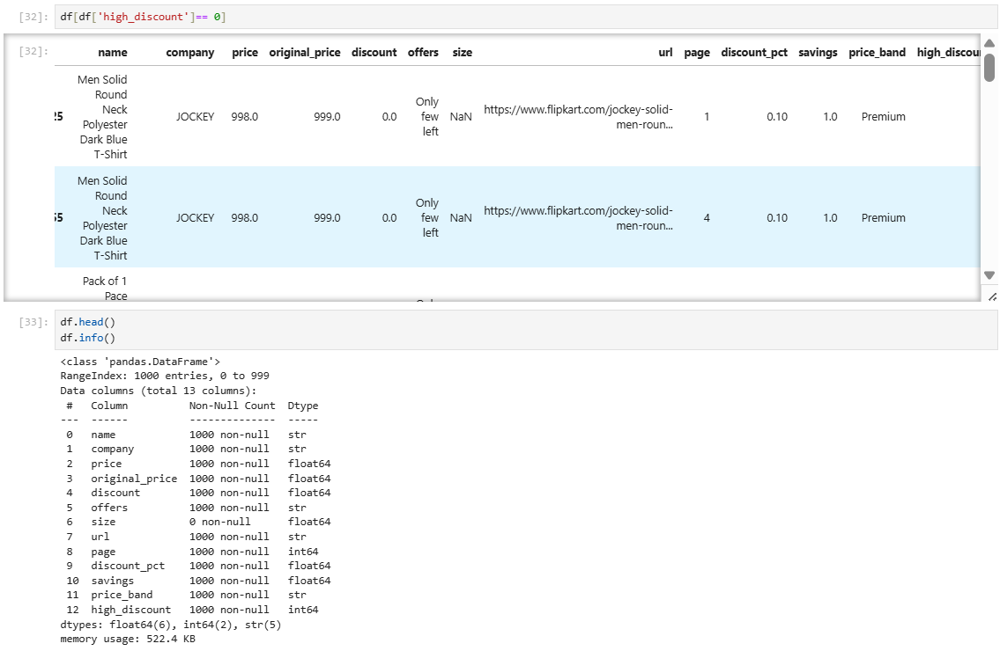 [32]: df[df['high_discount']== 0]
[32]: name company price original_price discount offers size url page discount_pct savings price_band high_discou
25 Men Solid Round Neck Polyester Dark Blue T-Shirt JOCKEY 998.0 999.0 0.0 Only few left NaN https://www.flipkart.com/jockey-solid-men-roun... 1 0.10 1.0 Premium
55 Men Solid Round Neck Polyester Dark Blue T-Shirt JOCKEY 998.0 999.0 0.0 Only few left NaN https://www.flipkart.com/jockey-solid-men-roun... 4 0.10 1.0 Premium
Pack of 1
Pace
[33]: df.head()
df.info()
<class 'pandas.DataFrame'>
RangeIndex: 1000 entries, 0 to 999
Data columns (total 13 columns):
# Column Non-Null Count Dtype
--- ------ -------------- -----
0 name 1000 non-null str
1 company 1000 non-null str
2 price 1000 non-null float64
3 original_price 1000 non-null float64
4 discount 1000 non-null float64
5 offers 1000 non-null str
6 size 0 non-null float64
7 url 1000 non-null str
8 page 1000 non-null int64
9 discount_pct 1000 non-null float64
10 savings 1000 non-null float64
11 price_band 1000 non-null str
12 high_discount 1000 non-null int64
dtypes: float64(6), int64(2), str(5)
memory usage: 522.4 KB